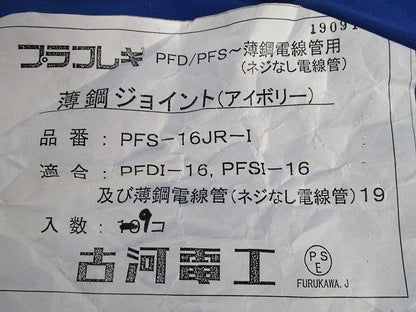 19091
プラフレキ PFD/PFS~薄鋼電線管用
(ネジなし電線管)
薄鋼ジョイント(アイボリー)
品番：PFS-16JR-I
適合：PFDI-16, PFSI-16
及び薄鋼電線管(ネジなし電線管)19
入数：9コ
古河電工
PS
E
FURUKAWA.J